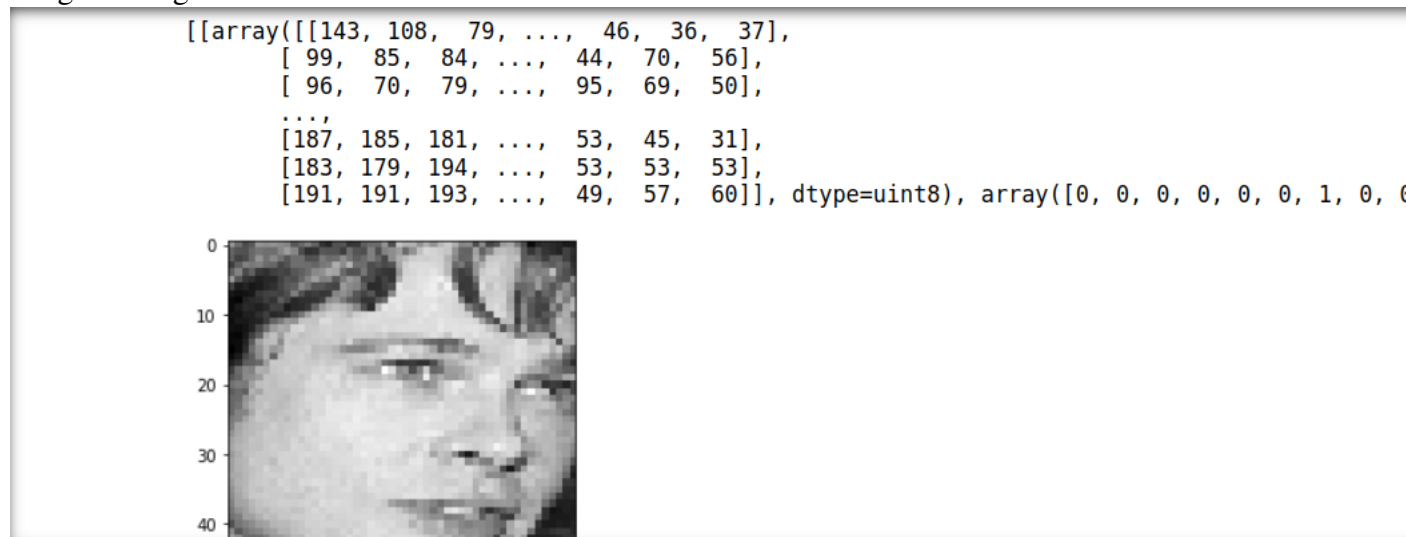 [[array([[143, 108,  79, ...,  46,  36,  37],
[ 99,  85,  84, ...,  44,  70,  56],
[ 96,  70,  79, ...,  95,  69,  50],
...,
[187, 185, 181, ...,  53,  45,  31],
[183, 179, 194, ...,  53,  53,  53],
[191, 191, 193, ...,  49,  57,  60]], dtype=uint8), array([0, 0, 0, 0, 0, 0, 1, 0,
0
10
20
30
40